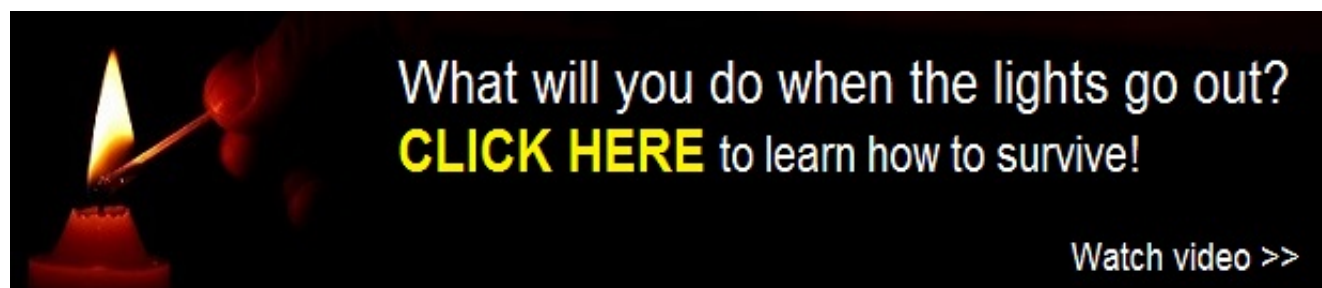 What will you do when the lights go out?
CLICK HERE to learn how to survive!
Watch video >>